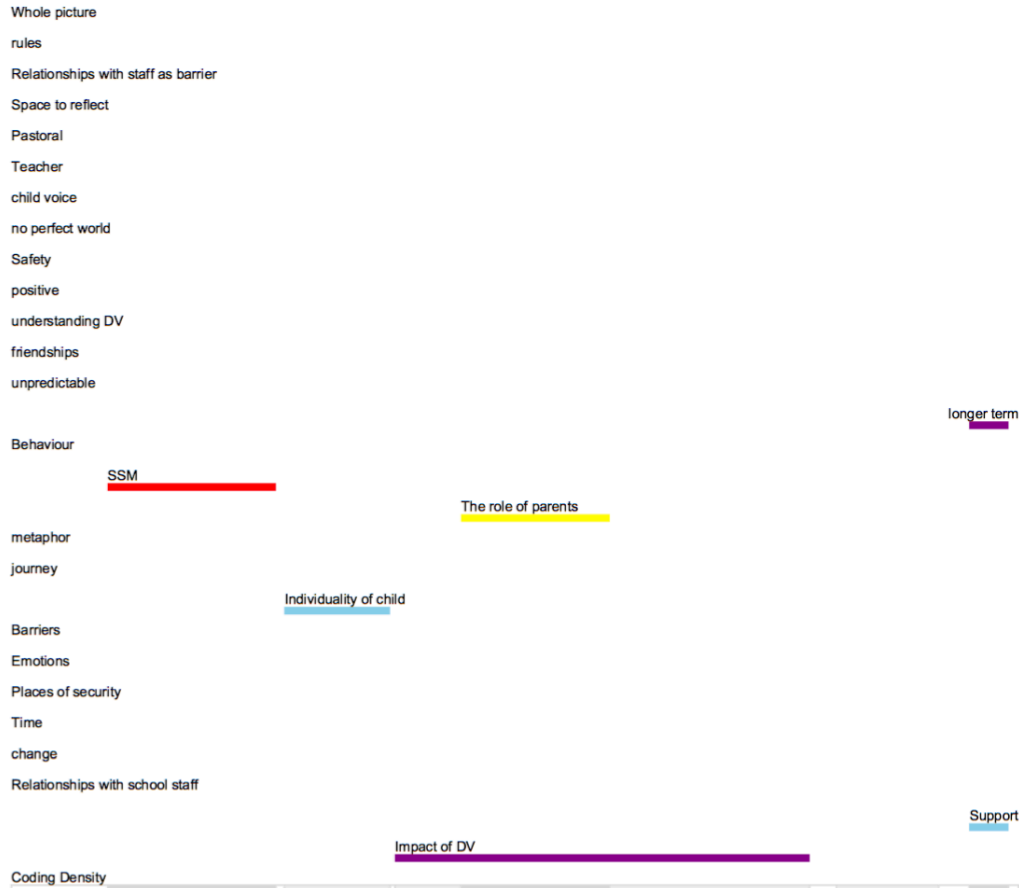 Whole picture
rules
Relationships with staff as barrier
Space to reflect
Pastoral
Teacher
child voice
no perfect world
Safety
positive
understanding DV
friendships
unpredictable
longer term
Behaviour
SSM
The role of parents
metaphor
journey
Individuality of child
Barriers
Emotions
Places of security
Time
change
Relationships with school staff
Support
Impact of DV
Coding Density